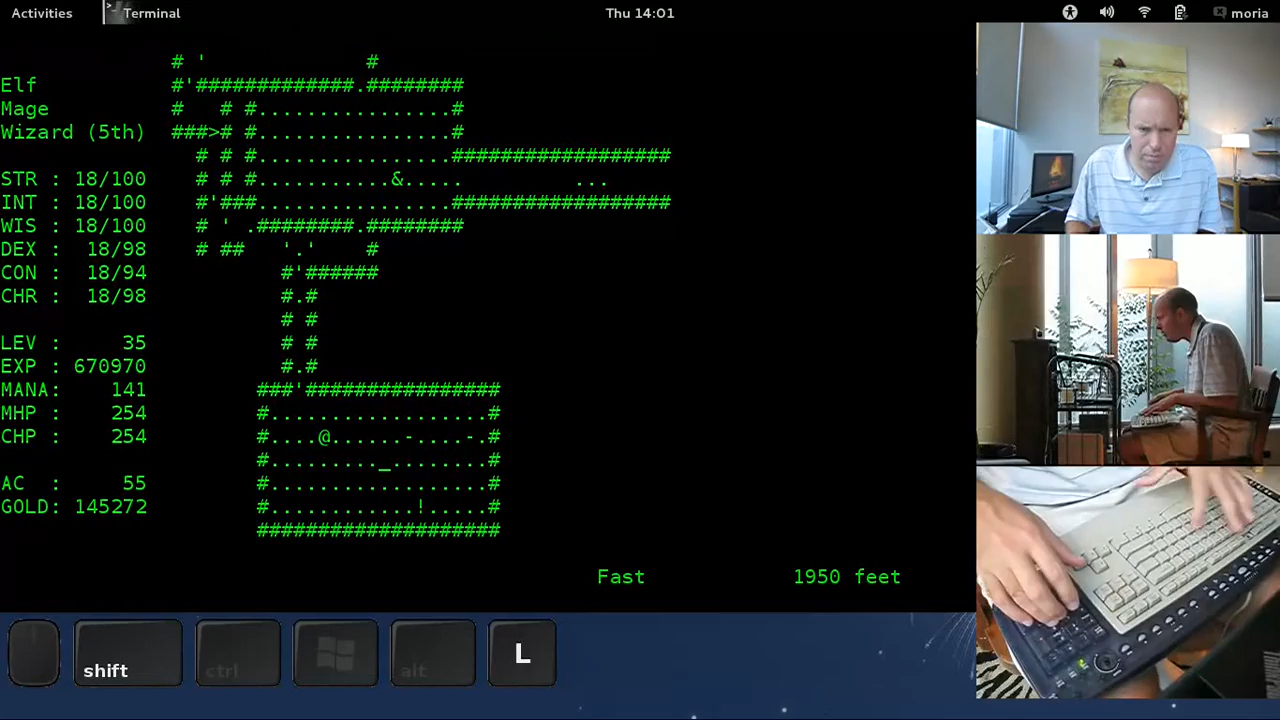 Activities Terminal Thu 14:01 moria
# '              #
Elf           #'#############.########
Mage          #   # #................#
Wizard (5th)  ###># #................#
                # # #................##################
STR : 18/100    # # #...........&.....         ...
INT : 18/100    #'###................##################
WIS : 18/100    # ' .########.########
DEX :  18/98    # ##   '.'    #
CON :  18/94           #'######
CHR :  18/98           #.#
                       # #
LEV :     35           # #
EXP : 670970           #.#
MANA:    141         ###'################
MHP :    254         #..................#
CHP :    254         #....@......-....-.#
                     #........._........#
AC  :     55         #..................#
GOLD: 145272         #............!.....#
                     ####################
Fast 1950 feet
shift ctrl alt L